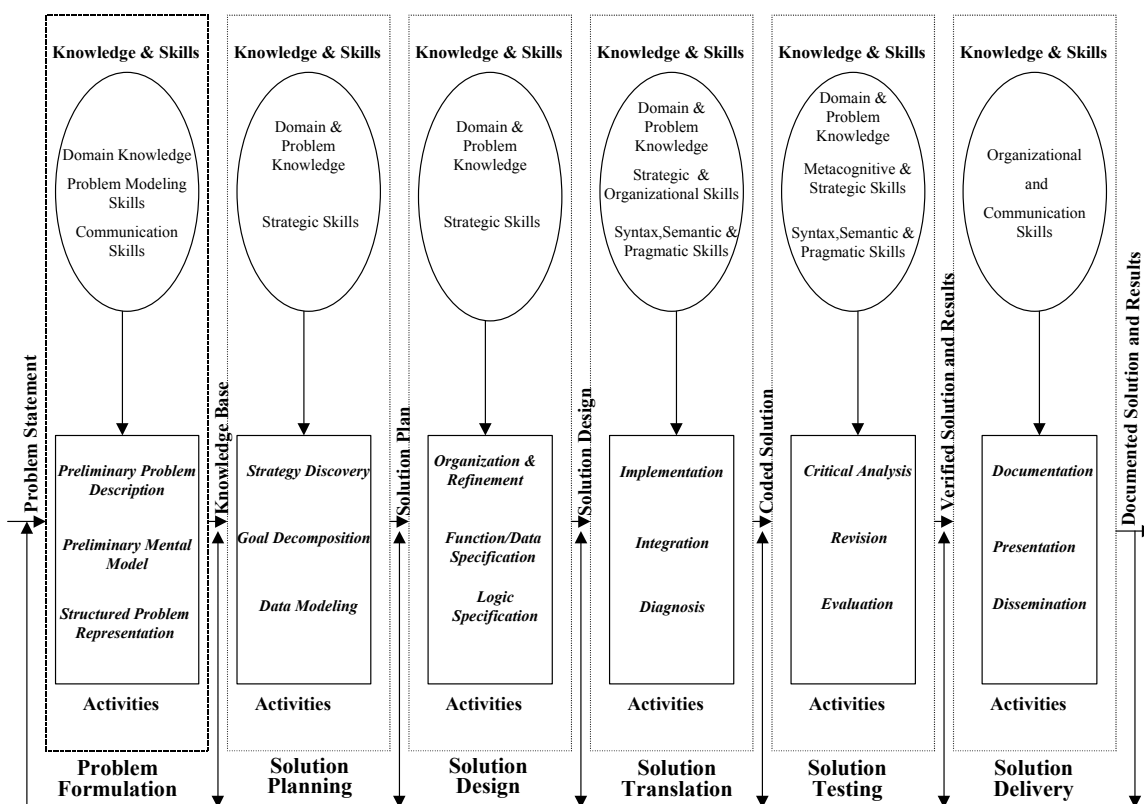 Knowledge & Skills
Domain Knowledge
Problem Modeling
Skills
Communication
Skills
Problem Statement
Preliminary Problem
Description
Preliminary Mental
Model
Structured Problem
Representation
Activities
Problem
Formulation
Knowledge & Skills
Domain &
Problem
Knowledge
Strategic Skills
Knowledge Base
Strategy Discovery
Goal Decomposition
Data Modeling
Activities
Solution
Planning
Knowledge & Skills
Domain &
Problem
Knowledge
Strategic Skills
Solution Plan
Organization &
Refinement
Function/Data
Specification
Logic
Specification
Activities
Solution
Design
Knowledge & Skills
Domain &
Problem
Knowledge
Strategic &
Organizational Skills
Syntax,Semantic &
Pragmatic Skills
Solution Design
Implementation
Integration
Diagnosis
Activities
Solution
Translation
Knowledge & Skills
Domain &
Problem
Knowledge
Metacognitive &
Strategic Skills
Syntax,Semantic &
Pragmatic Skills
Coded Solution
Critical Analysis
Revision
Evaluation
Activities
Solution
Testing
Knowledge & Skills
Organizational
and
Communication
Skills
Verified Solution and Results
Documentation
Presentation
Dissemination
Activities
Solution
Delivery
Documented Solution and Results